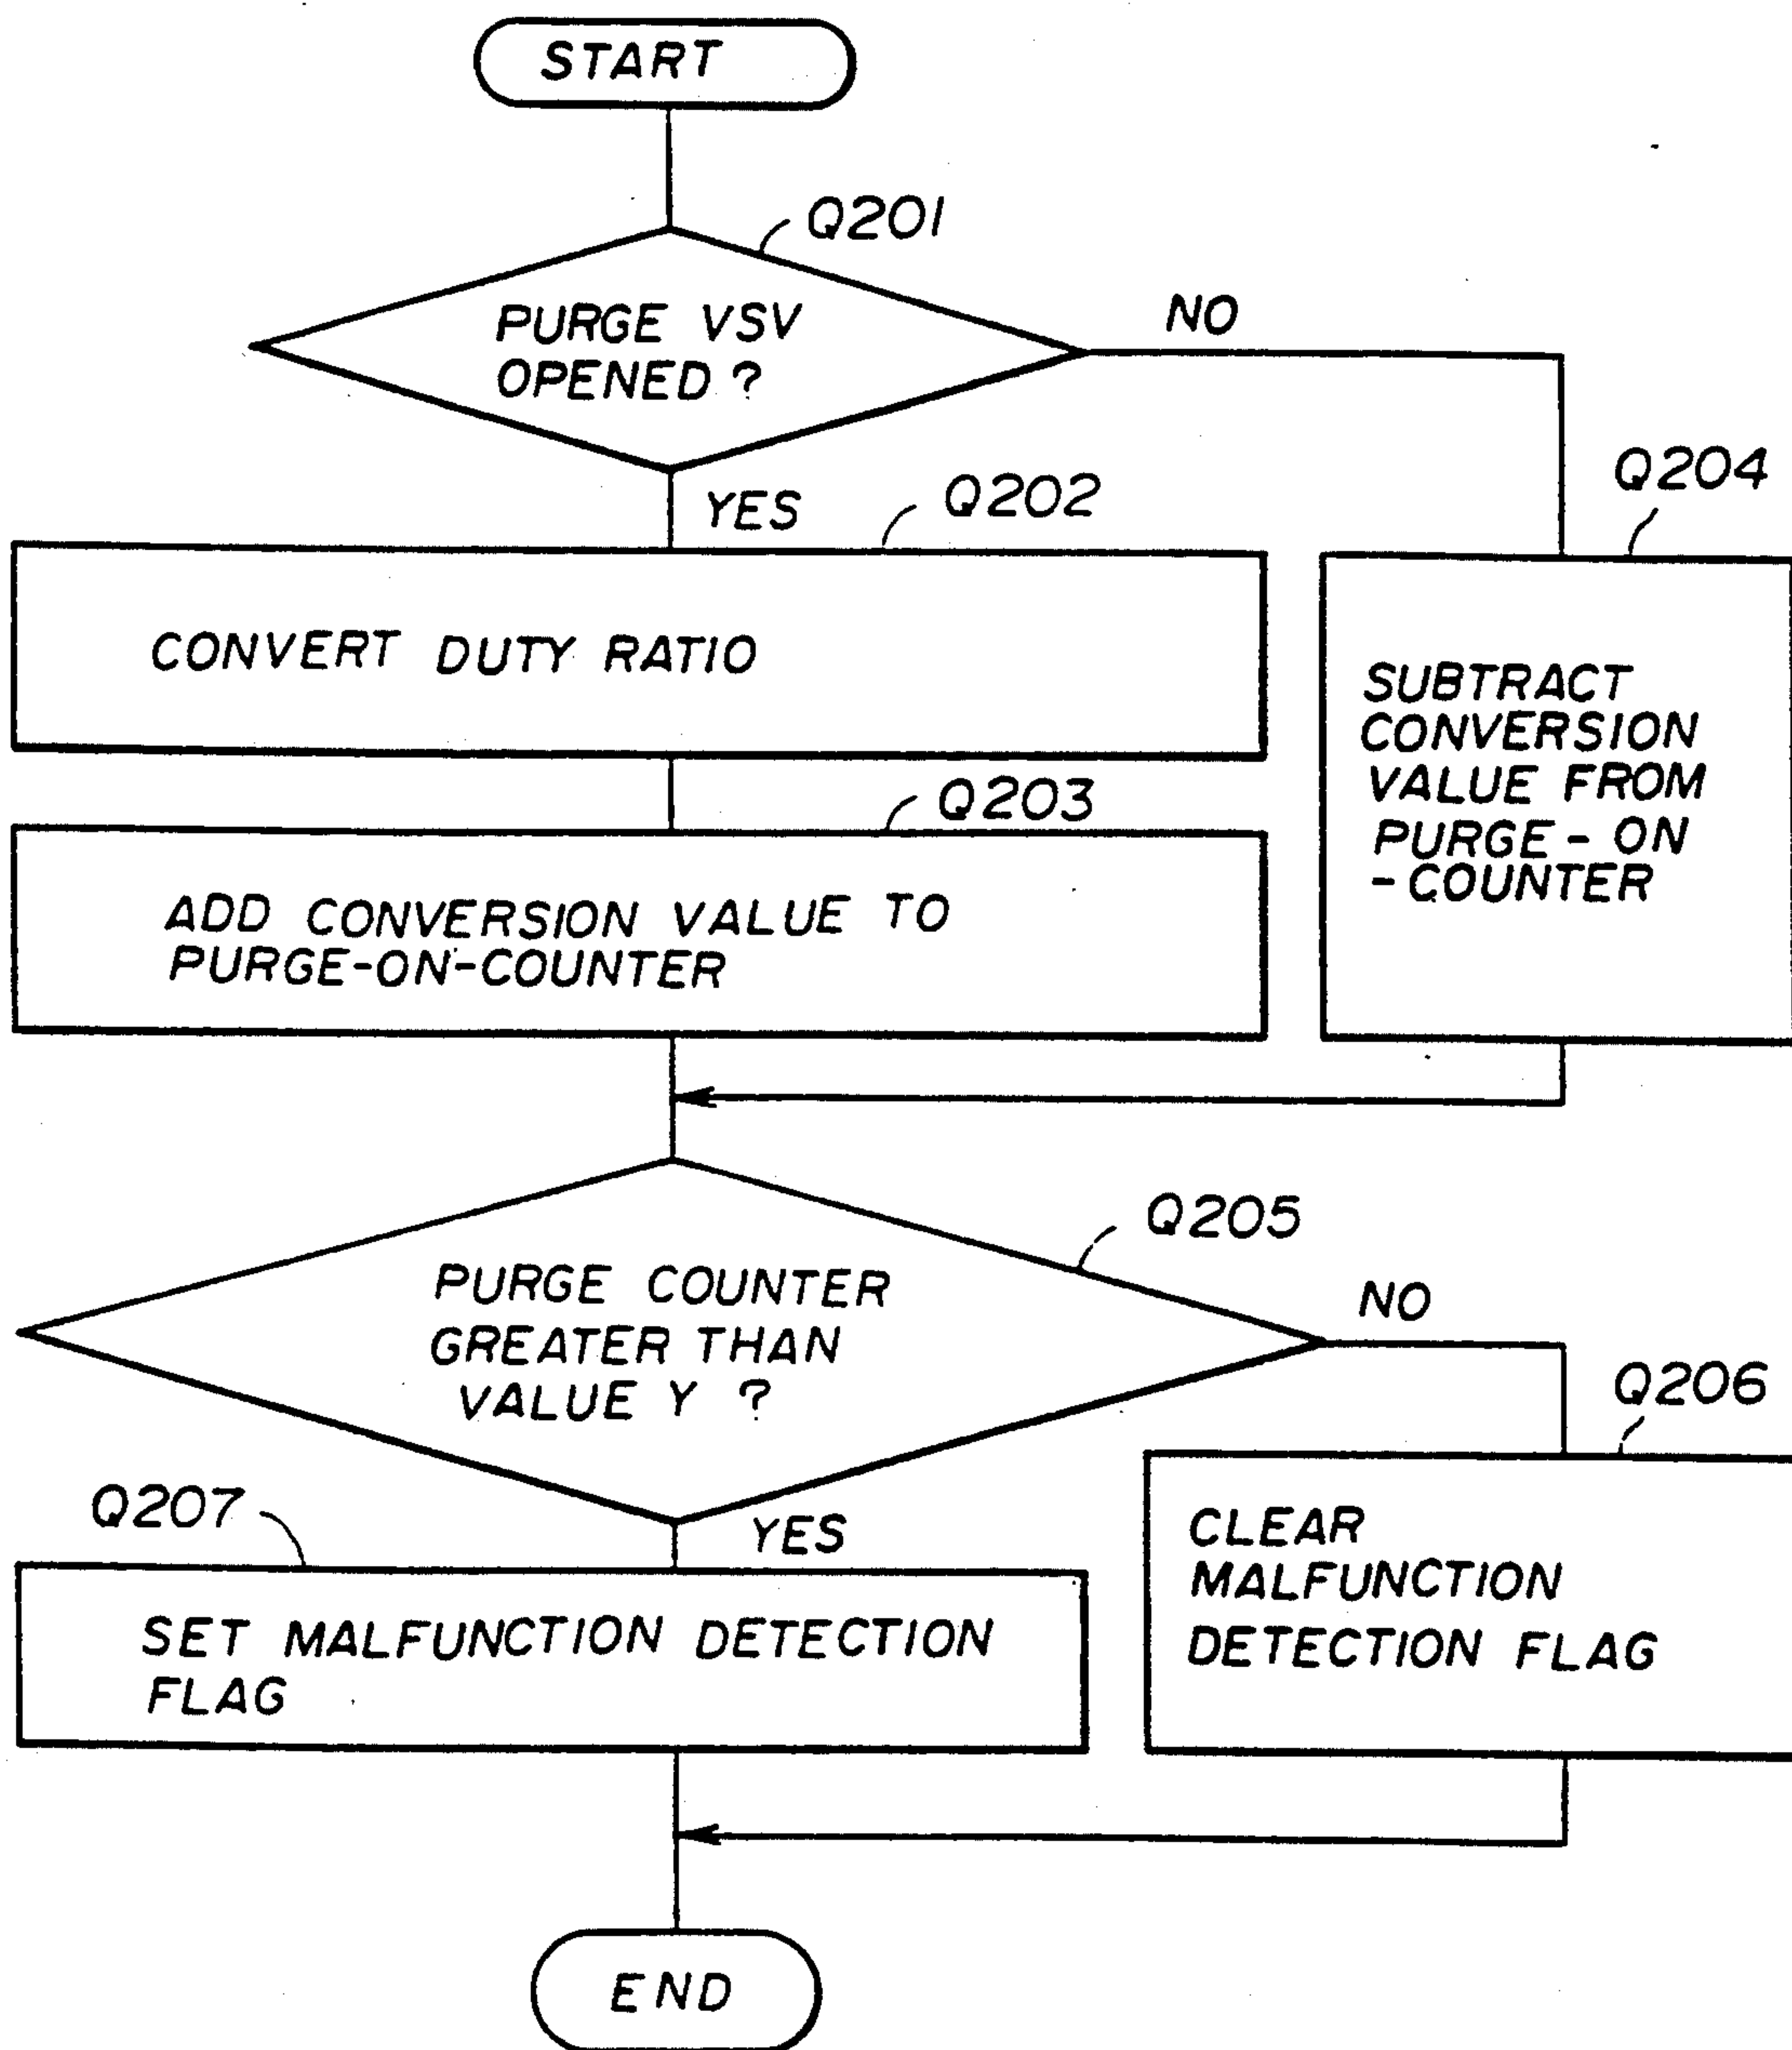 START
Q201
PURGE VSV
OPENED ?
NO
YES
Q202
Q204
CONVERT DUTY RATIO
SUBTRACT
CONVERSION
VALUE FROM
PURGE - ON
- COUNTER
Q203
ADD CONVERSION VALUE TO
PURGE-ON-COUNTER
Q205
PURGE COUNTER
GREATER THAN
VALUE Y ?
NO
YES
Q206
CLEAR
MALFUNCTION
DETECTION FLAG
Q207
SET MALFUNCTION DETECTION
FLAG
END